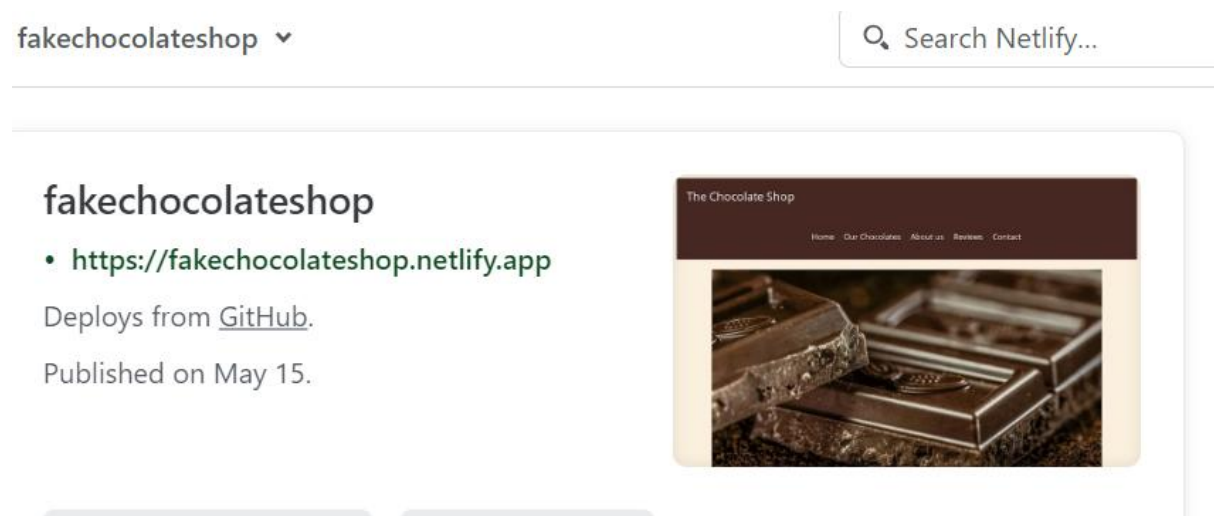 fakechocolateshop
Search Netlify...
fakechocolateshop
• https://fakechocolateshop.netlify.app
The Chocolate Shop
Home Our Chocolates About us Reviews Contact
Deploys from GitHub.
Published on May 15.